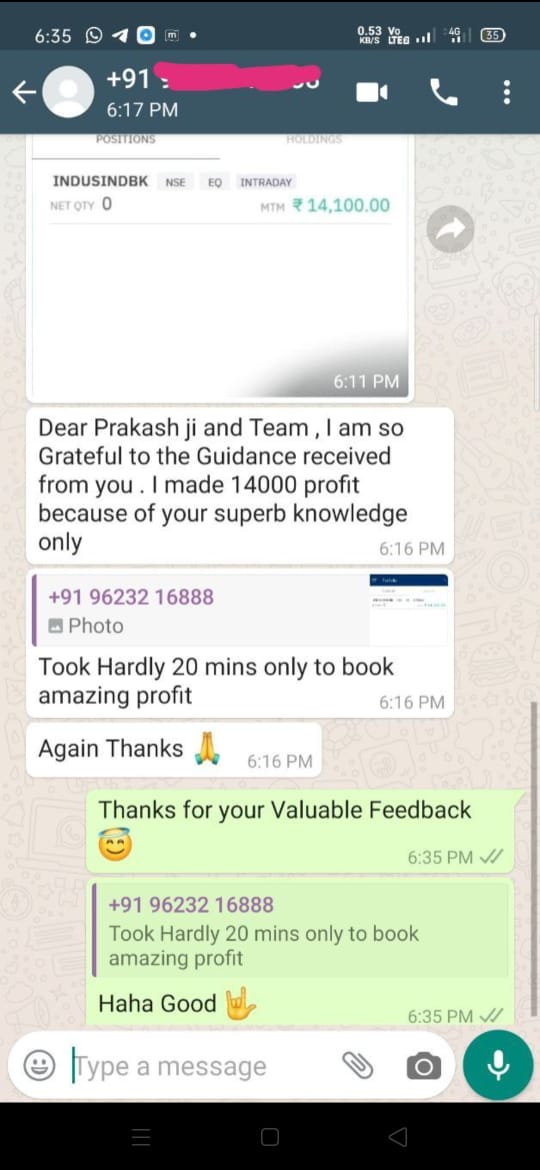 6:35
0.53 KB/S Vo LTE 4G 35
+91
6:17 PM
POSITIONS HOLDINGS
INDUSINDBK NSE EQ INTRADAY
NET QTY 0 MTM ₹ 14,100.00
6:11 PM
Dear Prakash ji and Team , I am so
Grateful to the Guidance received
from you . I made 14000 profit
because of your superb knowledge
only
6:16 PM
+91 96232 16888
Photo
Took Hardly 20 mins only to book
amazing profit
6:16 PM
Again Thanks 🙏
6:16 PM
Thanks for your Valuable Feedback
😇
6:35 PM
+91 96232 16888
Took Hardly 20 mins only to book
amazing profit
Haha Good 🤟
6:35 PM
Type a message